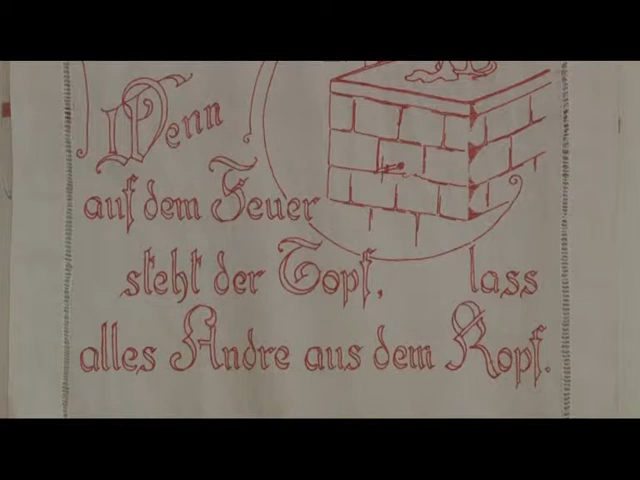 Wenn
auf dem Feuer
steht der Topf, lass
alles Andre aus dem Kopf.